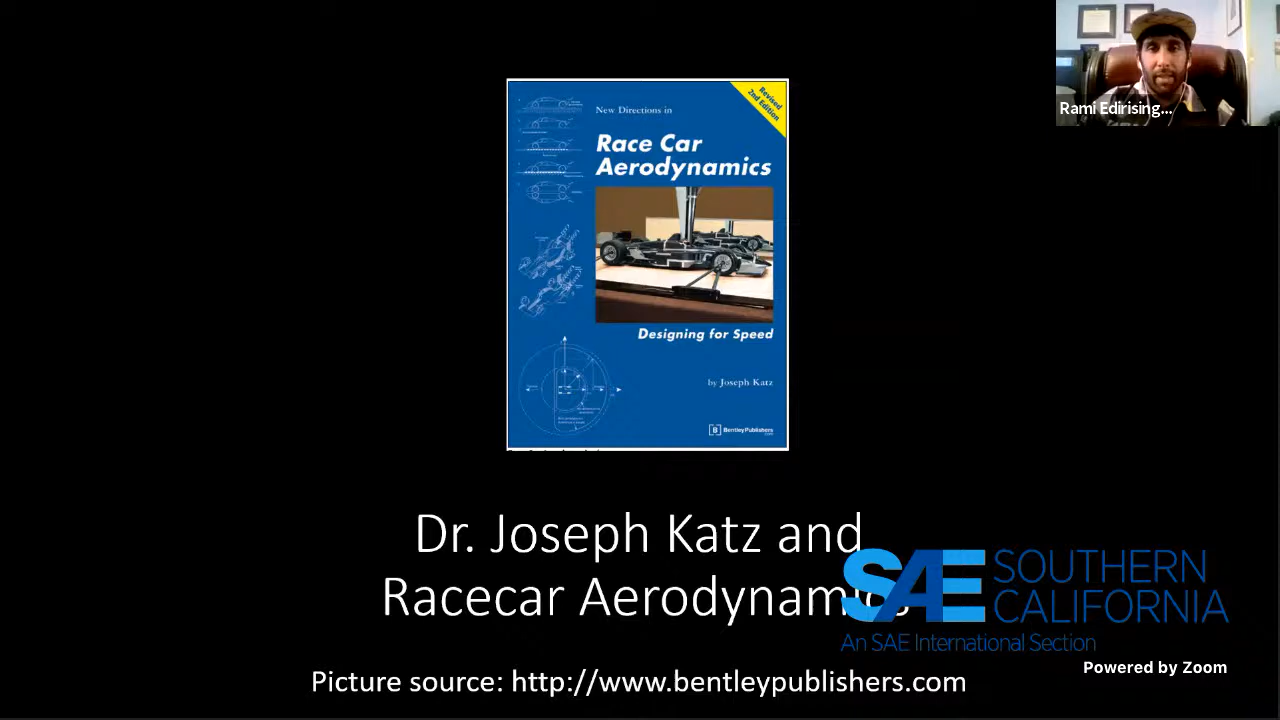 Rami Edirising...
Revised
2nd Edition
New Directions in
Race Car
Aerodynamics
Designing for Speed
by Joseph Katz
B BentleyPublishers
.com
Dr. Joseph Katz and
Racecar Aerodynamics
SAE SOUTHERN
CALIFORNIA
An SAE International Section
Powered by Zoom
Picture source: http://www.bentleypublishers.com